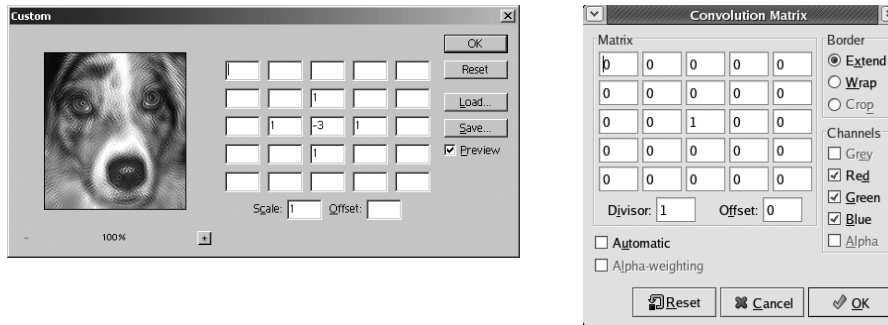 Custom
1
1 -3 1
1
Scale: 1 Offset:
OK
Reset
Load...
Save...
Preview
- 100% +
Convolution Matrix
Matrix
0 0 0 0 0
0 0 0 0 0
0 0 1 0 0
0 0 0 0 0
0 0 0 0 0
Divisor: 1 Offset: 0
Automatic
Alpha-weighting
Border
Extend
Wrap
Crop
Channels
Grey
Red
Green
Blue
Alpha
Reset Cancel OK